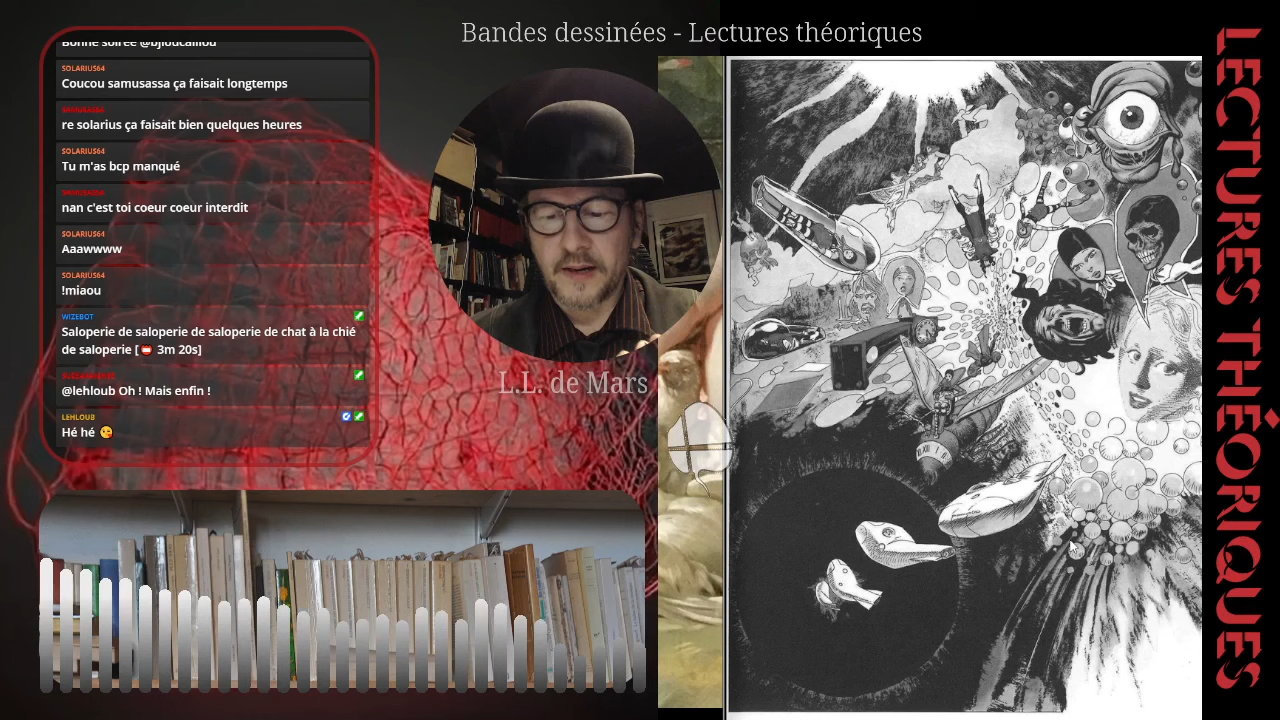 Bandes dessinées - Lectures théoriques
Bonne soirée @bjloucaillou
SOLARIUS64
Coucou samusassa ça faisait longtemps
re solarius ça faisait bien quelques heures
SOLARIUS64
Tu m'as bcp manqué
nan c'est toi coeur coeur interdit
SOLARIUS64
Aaawwww
SOLARIUS64
!miaou
WIZEBOT
Saloperie de saloperie de saloperie de chat à la chié
de saloperie [😁 3m 20s]
@lehloub Oh ! Mais enfin !
LEHLOUB
Hé hé 😘
L.L. de Mars
LECTURES THÉORIQUES